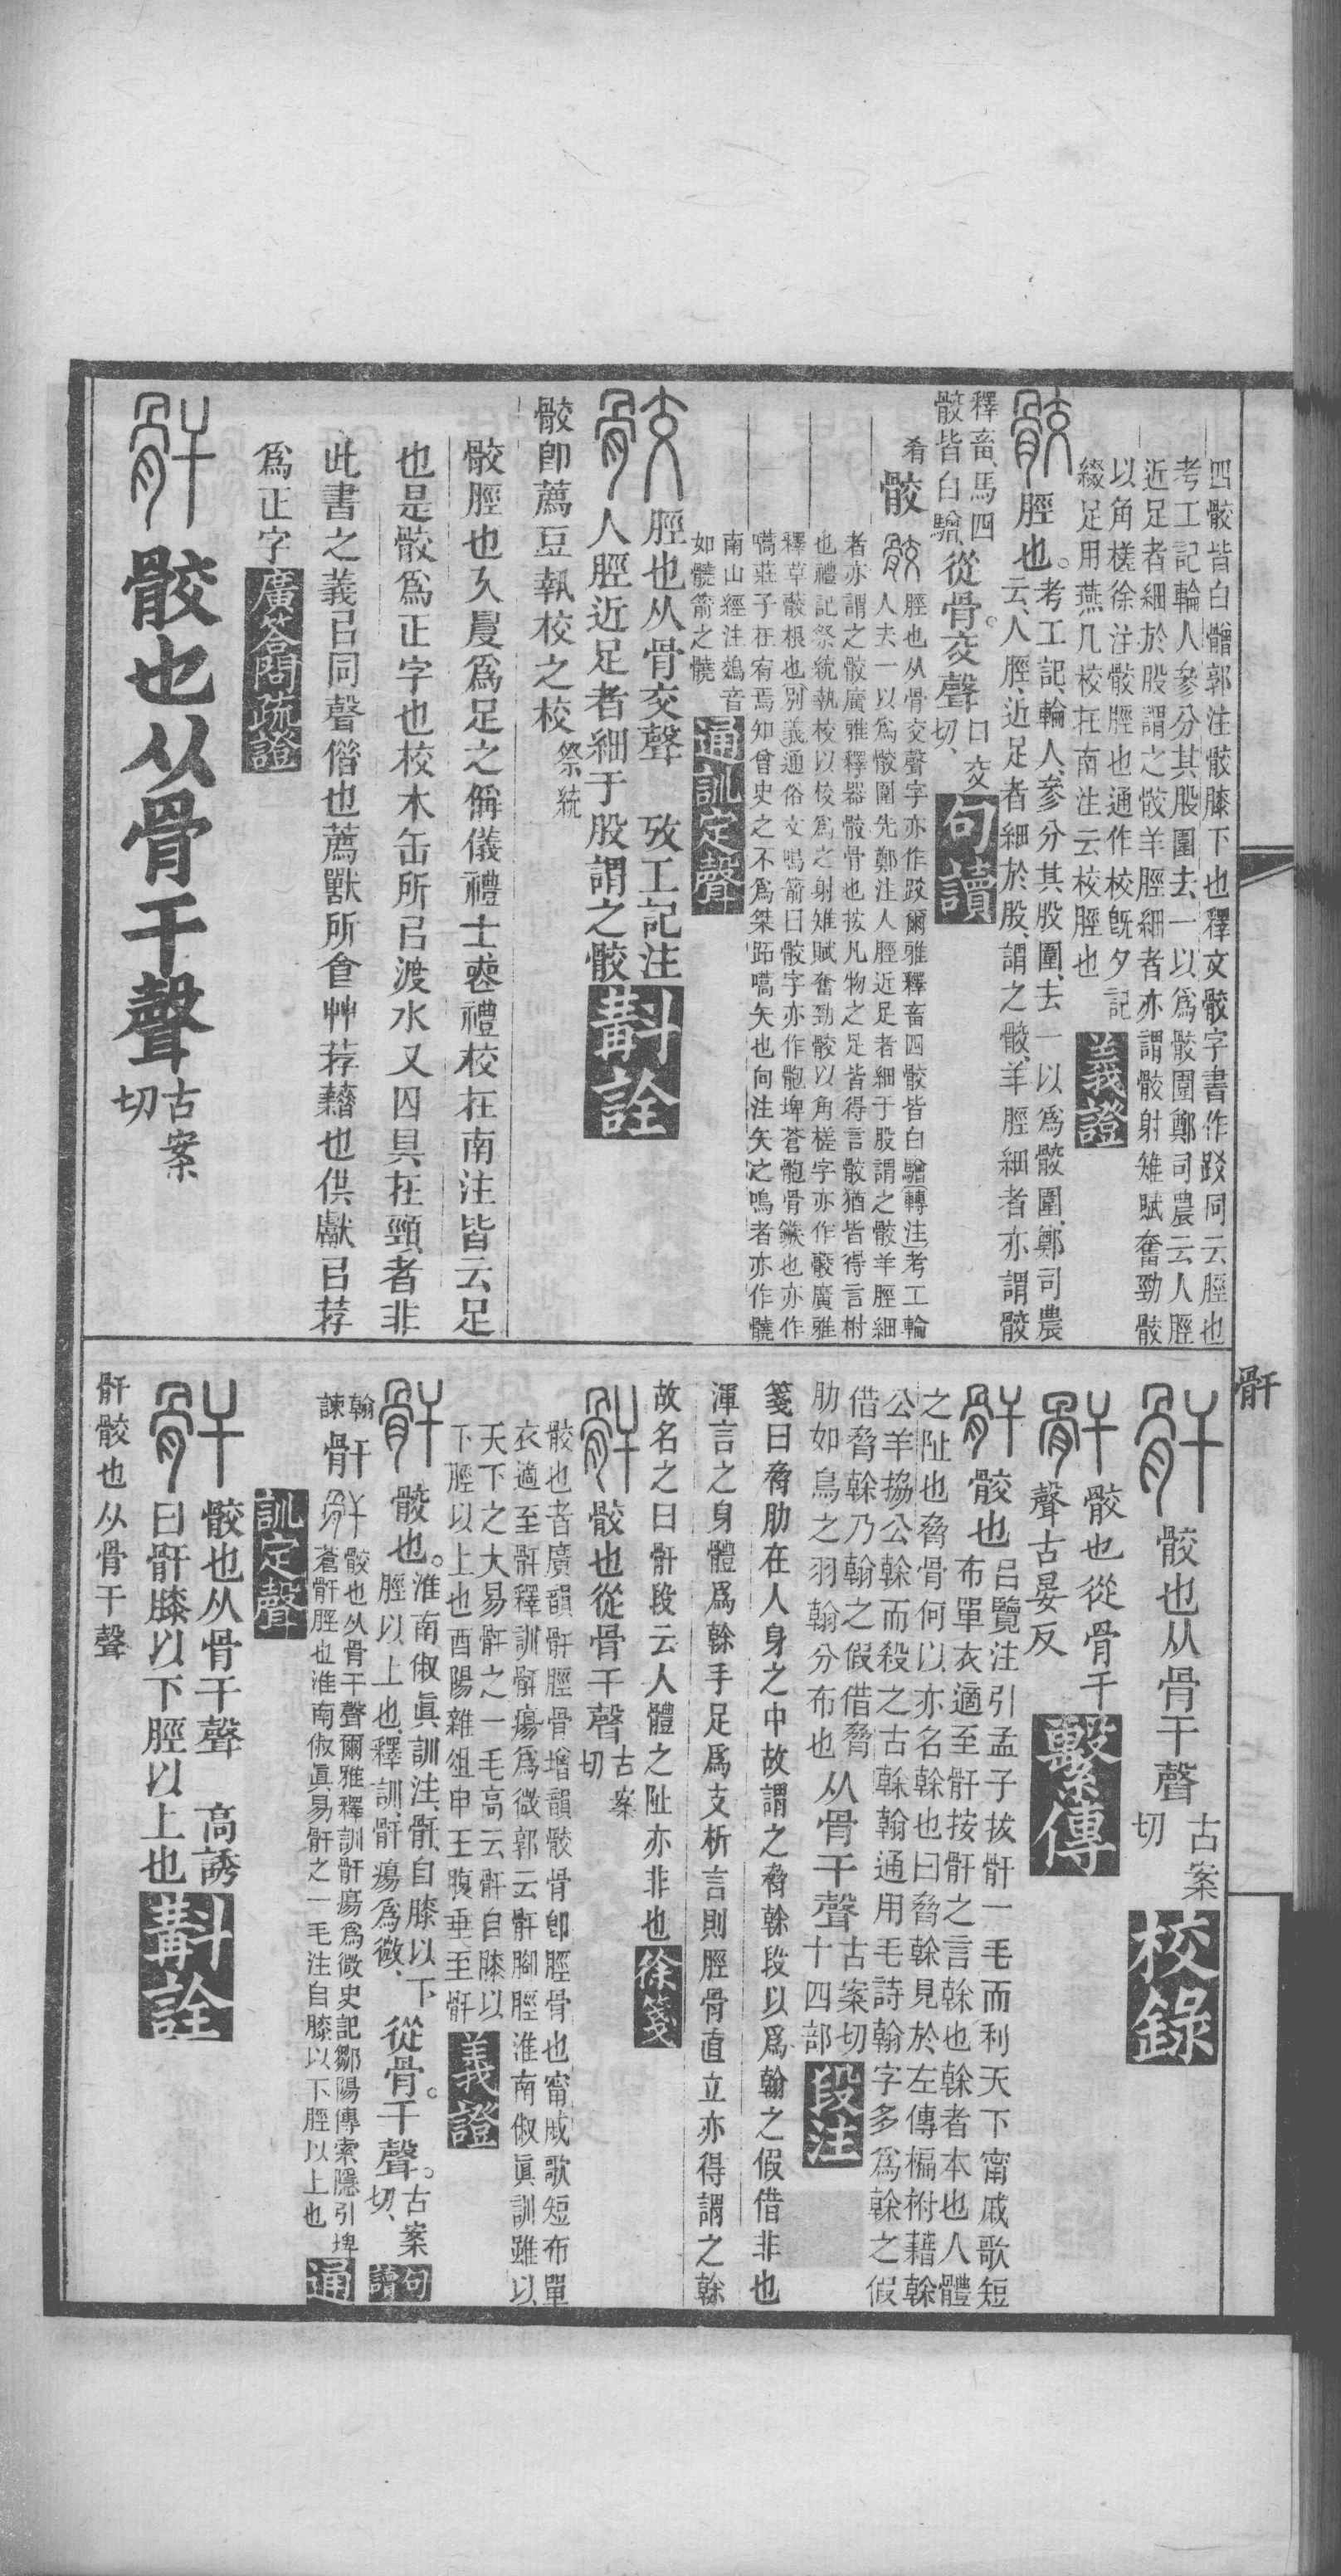 四骹皆白驓郭注骹膝下也釋文骹字書作跤同云脛也
考工記輪人參分其股圍去一以爲骹圍鄭司農云人脛
近足者細於股謂之骹羊脛細者亦謂骹射雉賦奮勁骹
以角槎徐注骹脛也通作校旣夕記
綴足用燕几校在南注云校脛也
義證
骹脛也。
考工記、輪人、參分其股圍、去一以爲骹圍、鄭司農
云、人脛、近足者細於股、謂之骹、羊脛細者亦謂骹
釋畜、馬四
骹皆白驓、
從骨。交聲
口交
切、
句讀
肴
骹
骹
脛也从骨交聲字亦作跤爾雅釋畜四骹皆白驓轉注考工輪
人去一以爲骹圍先鄭注人脛近足者細于股謂之骹羊脛細
者亦謂之骹廣雅釋器骹骨也按凡物之足皆得言骹猶皆得言柎
也禮記祭統執校以校爲之射雉賦奮勁骹以角槎字亦作骹廣雅
釋草骹根也別義通俗文鳴箭曰骹字亦作骲埤蒼骲骨鏃也亦作
嚆莊子在宥焉知曾史之不爲桀跖嚆矢也向注矢之鳴者亦作髐
南山經注鵁音
如髐箭之髐
通訓定聲
骹
脛也从骨交聲　攷工記注
人脛近足者細于股謂之骹
斠詮
骹卽薦豆執校之校
祭統
骹脛也久屢爲足之偁儀禮士喪禮校在南注皆云足
也是骹爲正字也校木缶所㠯渡水又囚具在頸者非
此書之義㠯同聲偕也薦獸所食艸荐藉也供獻㠯荐
爲正字
廣答問疏證
骭
骹也从骨干聲
古案
切
骭
骭
骹也从骨干聲
古案
切
校錄
骭
骹也從骨干
聲古晏反
繫傳
骭
骹也
呂覽注引孟子拔骭一毛而利天下甯戚歌短
布單衣適至骭按骭之言榦也榦者本也人體
之阯也脅骨何以亦名榦也曰脅榦見於左傳楄柎藉榦
公羊協公榦而殺之古榦翰通用毛詩翰字多爲榦之假
借脅榦乃翰之假借脅
肋如鳥之羽翰分布也
从骨干聲
古案切
十四部
段注
箋曰脅肋在人身之中故謂之脅榦段以爲翰之假借非也
渾言之身體爲榦手足爲支析言則脛骨直立亦得謂之榦
故名之曰骭段云人體之阯亦非也
徐箋
骭
骹也從骨干聲
古案
切
骹也者廣韻骭脛骨增韻骹骨卽脛骨也甯戚歌短布單
衣適至骭釋訓骭瘍爲微郭云骭腳脛淮南俶眞訓雖以
天下之大易骭之一毛高云骭自膝以
下脛以上也酉陽雜俎申王腹垂至骭
義證
骭
骹也。
淮南俶眞訓注、骭、自膝以下
脛以上也、釋訓、骭瘍爲微、
從骨。干聲。
古案
切、
句讀
翰
諫
骭
骭
骹也从骨干聲爾雅釋訓骭瘍爲微史記鄒陽傳索隱引埤
蒼骭脛也淮南俶眞易骭之一毛注自膝以下脛以上也
通
訓定聲
骭
骹也从骨干聲　高誘
曰骭膝以下脛以上也
斠詮
骭骹也从骨干聲